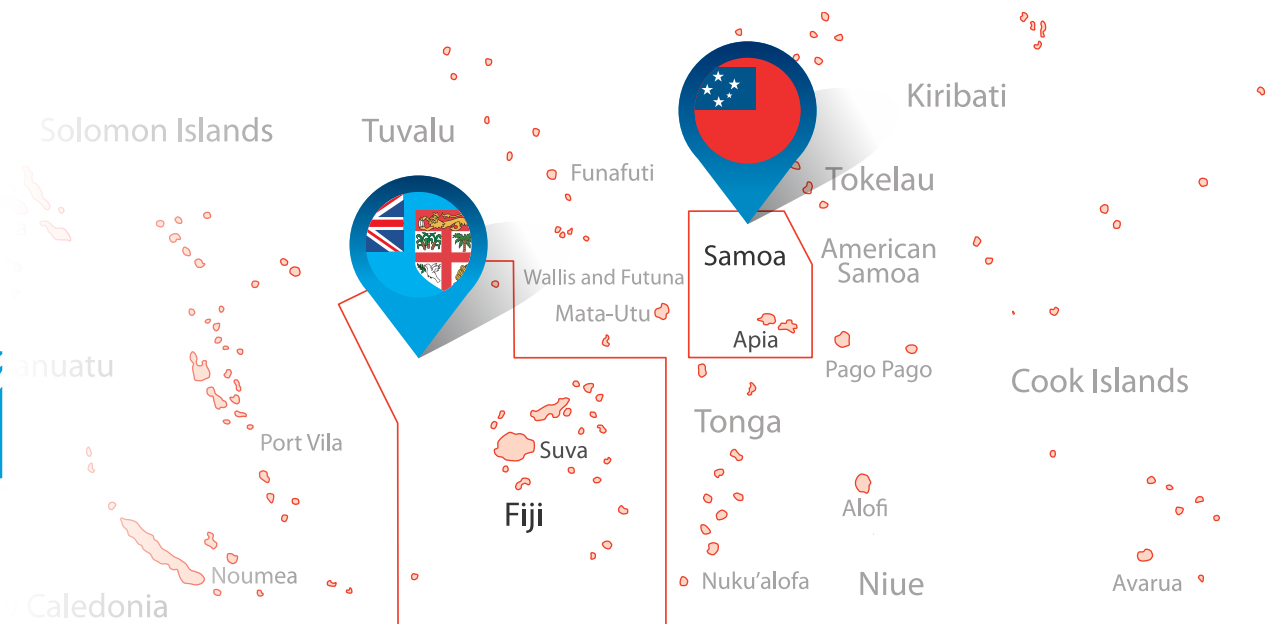 Kiribati
Solomon Islands
Tuvalu
Funafuti
Tokelau
Samoa
American
Samoa
Wallis and Futuna
Mata-Utu
Apia
anuatu
Pago Pago
Cook Islands
Tonga
Port Vila
Suva
Fiji
Alofi
Noumea
Nuku'alofa
Niue
Avarua
Caledonia